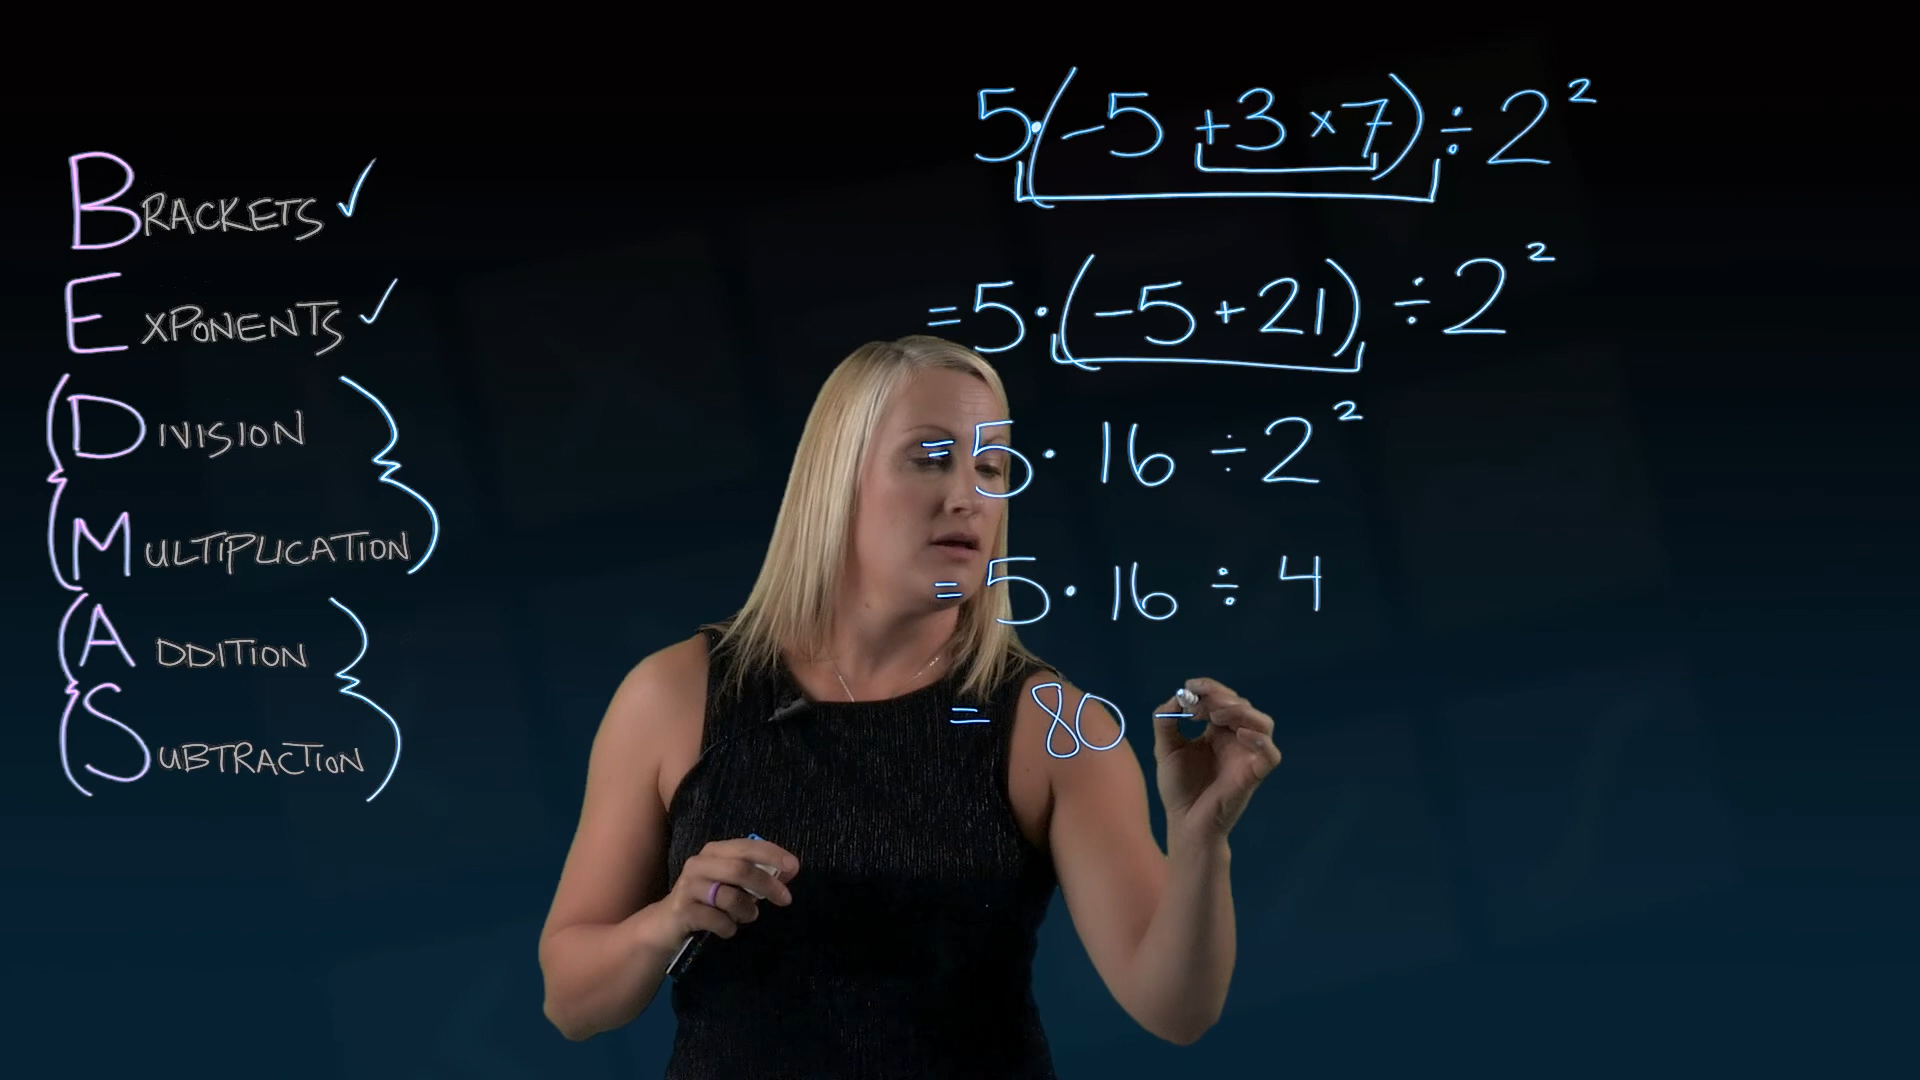 BRACKETS ✓
EXPONENTS ✓
DIVISION
MULTIPLICATION
ADDITION
SUBTRACTION
5·(-5 +3 × 7) ÷ 2²
= 5·(-5 + 21) ÷ 2²
= 5 · 16 ÷ 2²
= 5 · 16 ÷ 4
= 80 -